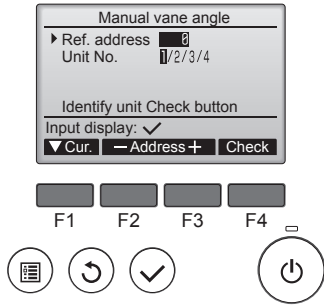 Manual vane angle
▶ Ref. address 0
Unit No. 1/2/3/4
Identify unit Check button
Input display: ✓
▼ Cur. − Address + Check
F1 F2 F3 F4